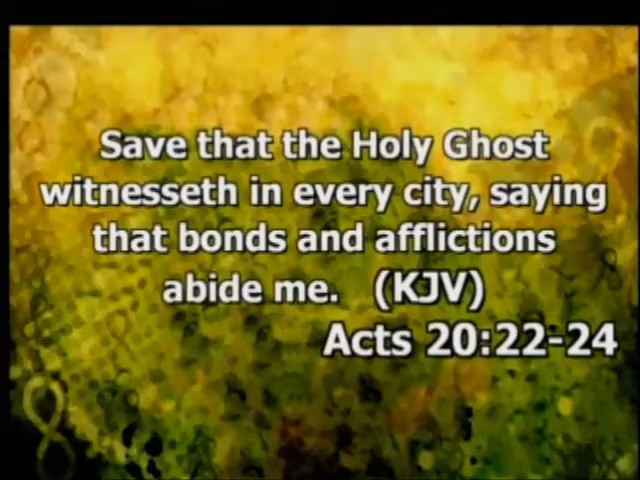 Save that the Holy Ghost
witnesseth in every city, saying
that bonds and afflictions
abide me. (KJV)
Acts 20:22-24